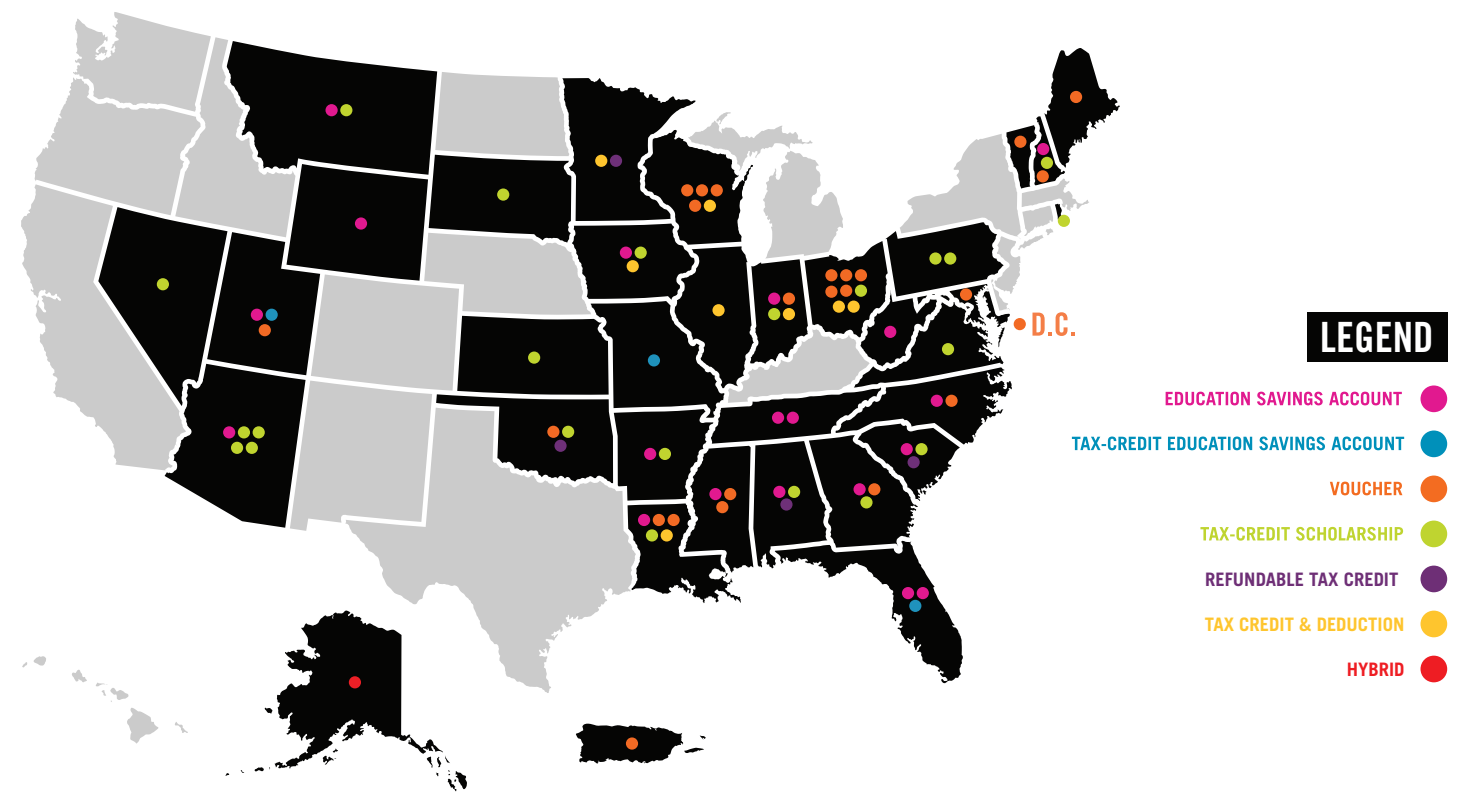 D.C.
LEGEND
EDUCATION SAVINGS ACCOUNT
TAX-CREDIT EDUCATION SAVINGS ACCOUNT
VOUCHER
TAX-CREDIT SCHOLARSHIP
REFUNDABLE TAX CREDIT
TAX CREDIT & DEDUCTION
HYBRID